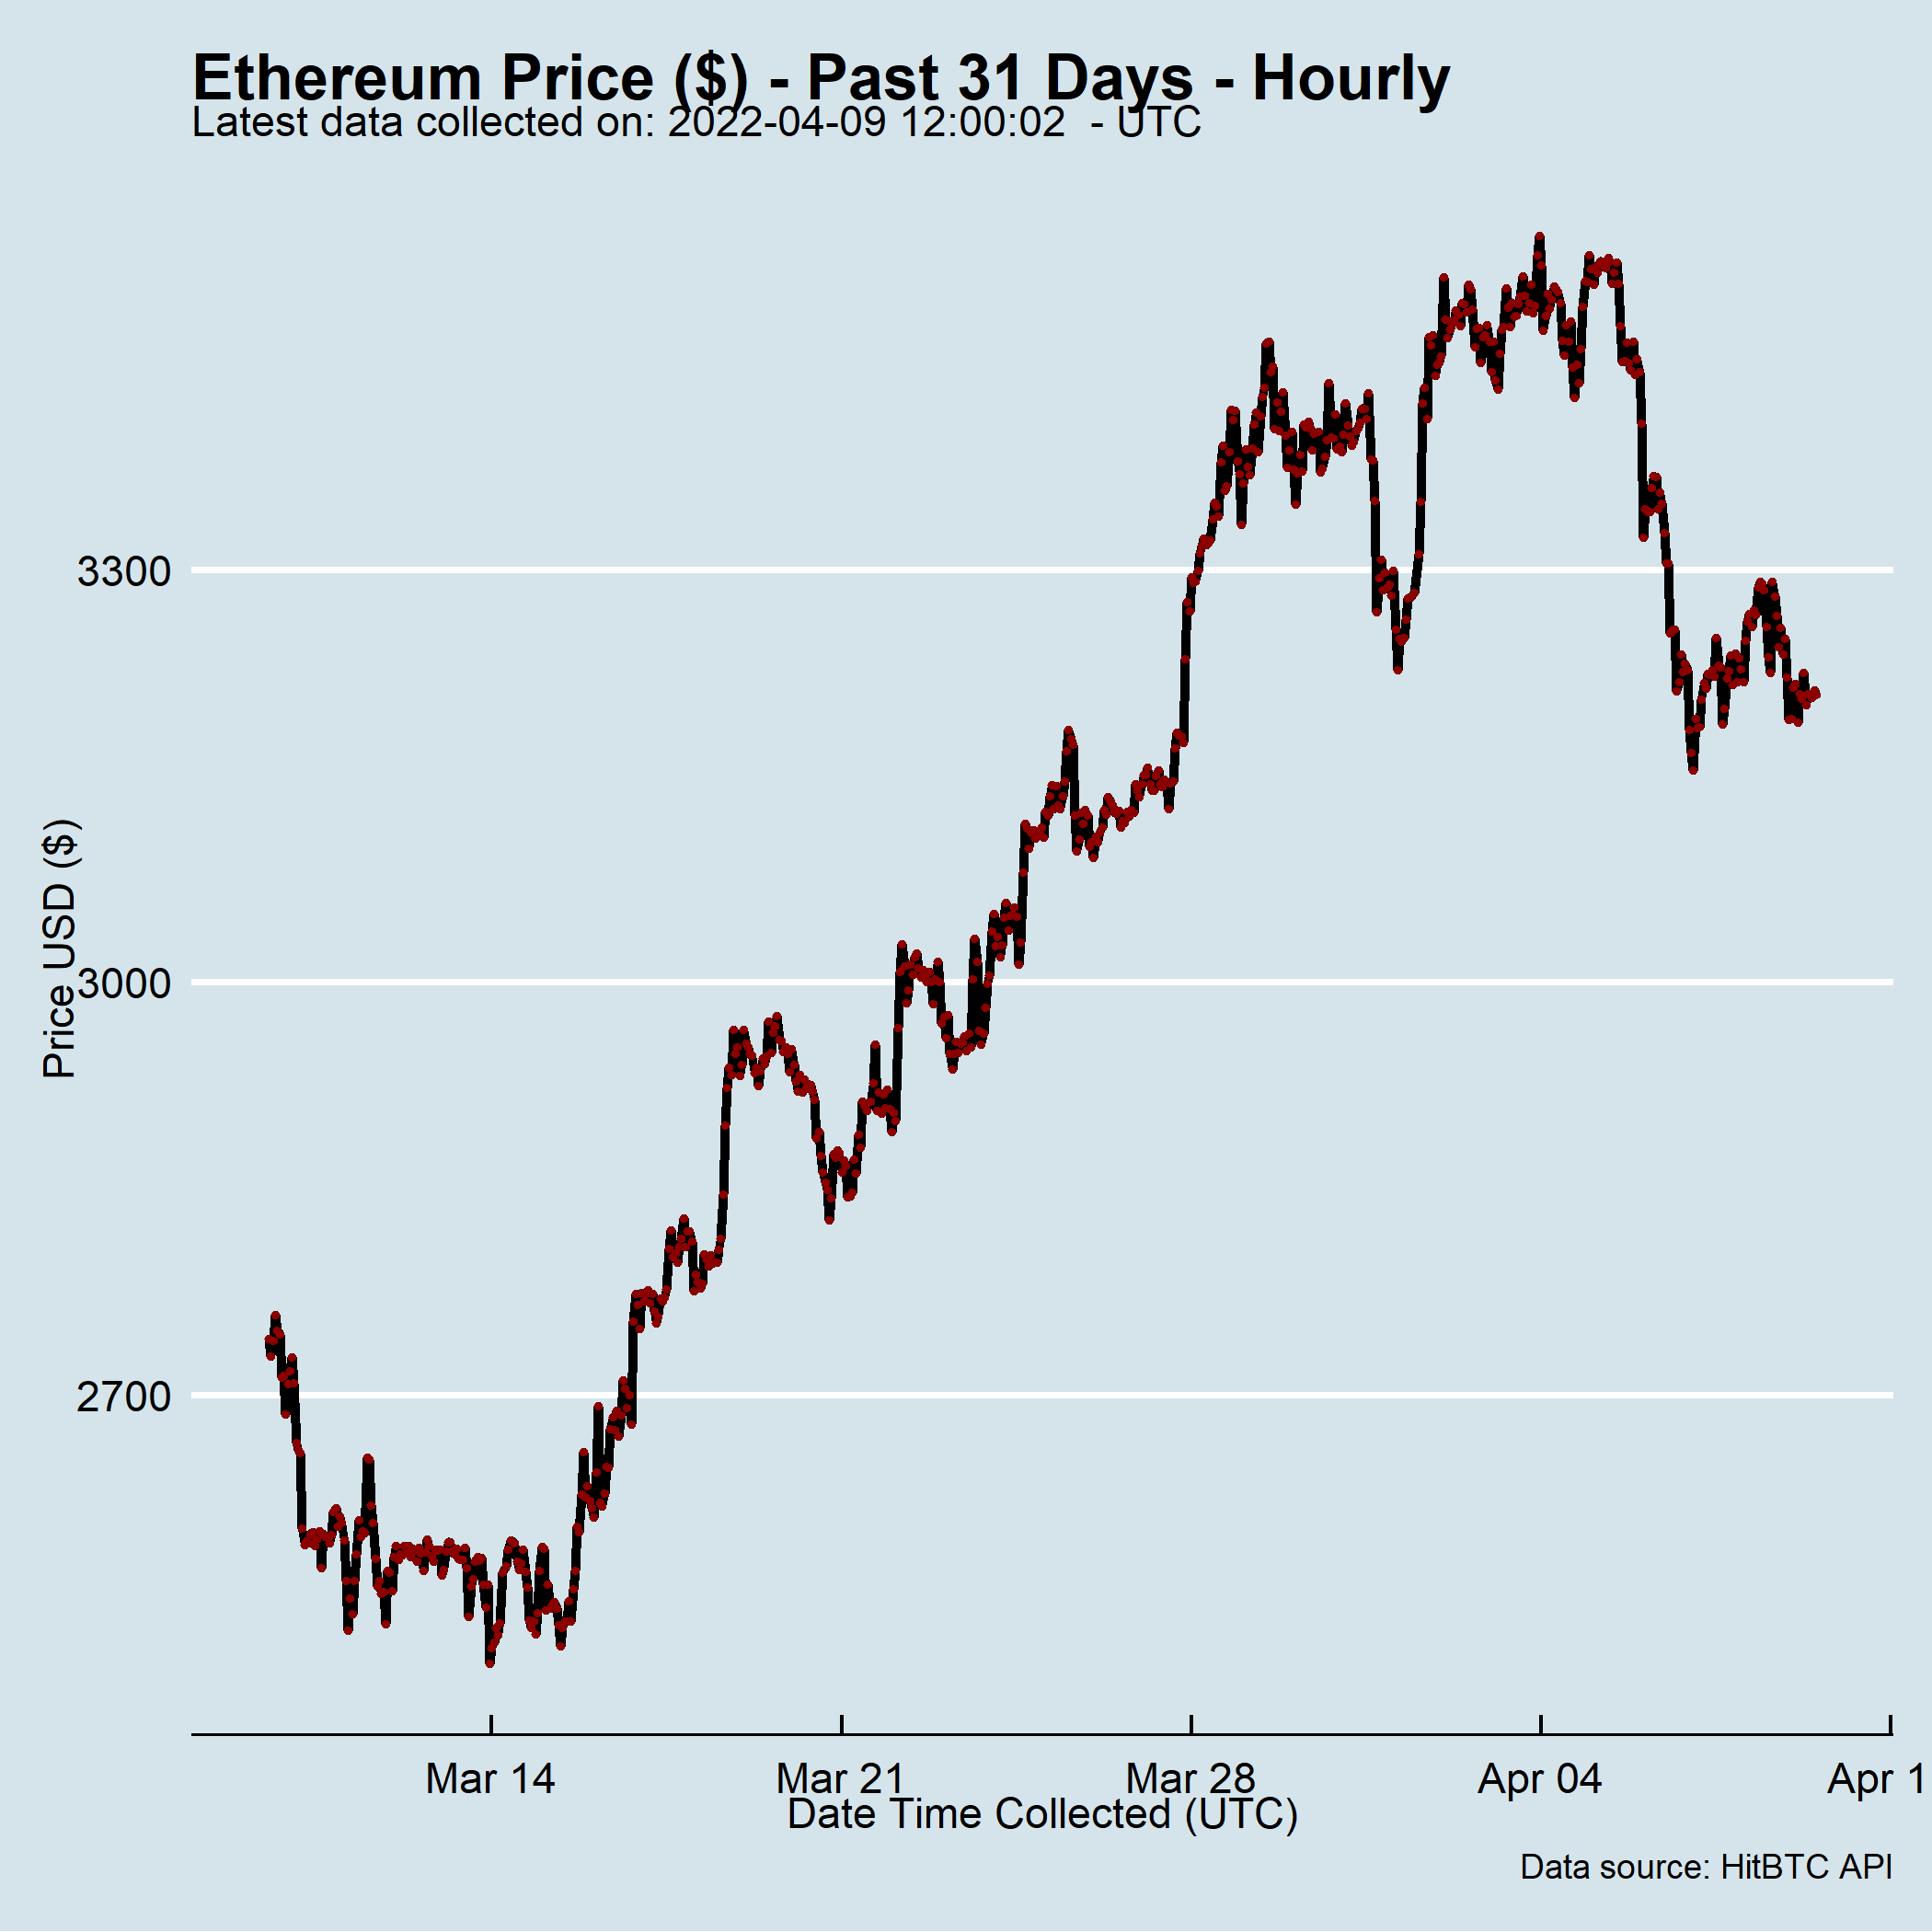 Ethereum Price ($) - Past 31 Days - Hourly
Latest data collected on: 2022-04-09 12:00:02  - UTC
Price USD ($)
3300
3000
2700
Mar 14
Mar 21
Mar 28
Apr 04
Apr 1
Date Time Collected (UTC)
Data source: HitBTC API